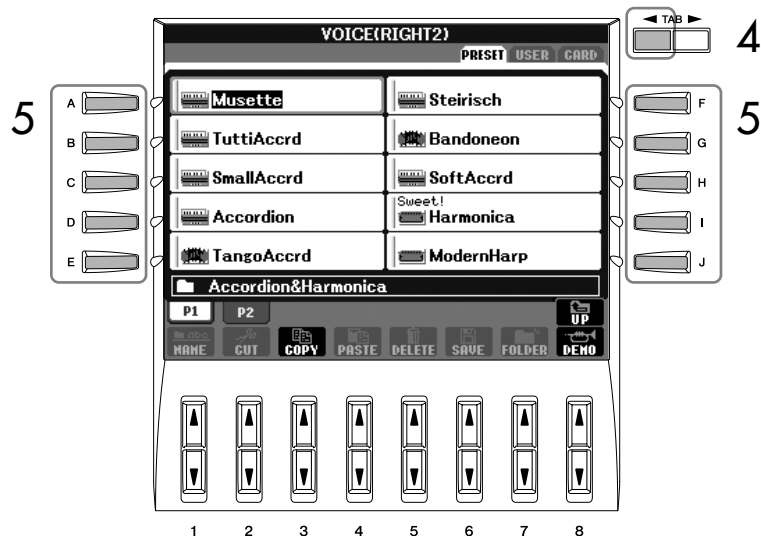 VOICE(RIGHT2)
PRESET USER CARD
◄ TAB ►
4
5
5
A
B
C
D
E
F
G
H
I
J
Musette
Steirisch
TuttiAccrd
Bandoneon
SmallAccrd
SoftAccrd
Accordion
Sweet!
Harmonica
TangoAccrd
ModernHarp
Accordion&Harmonica
P1 P2
UP
NAME CUT COPY PASTE DELETE SAVE FOLDER DEMO
1 2 3 4 5 6 7 8